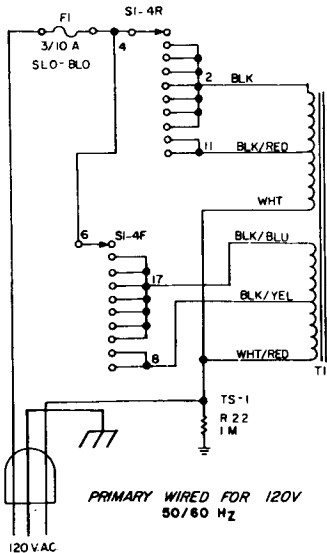 F1
S1-4R
3/10 A
SLO-BLO
4
2
BLK
11
BLK/RED
WHT
6
S1-4F
BLK/BLU
17
BLK/YEL
8
WHT/RED
T1
TS-1
R22
1M
PRIMARY WIRED FOR 120V
50/60 Hz
120 V.A.C.